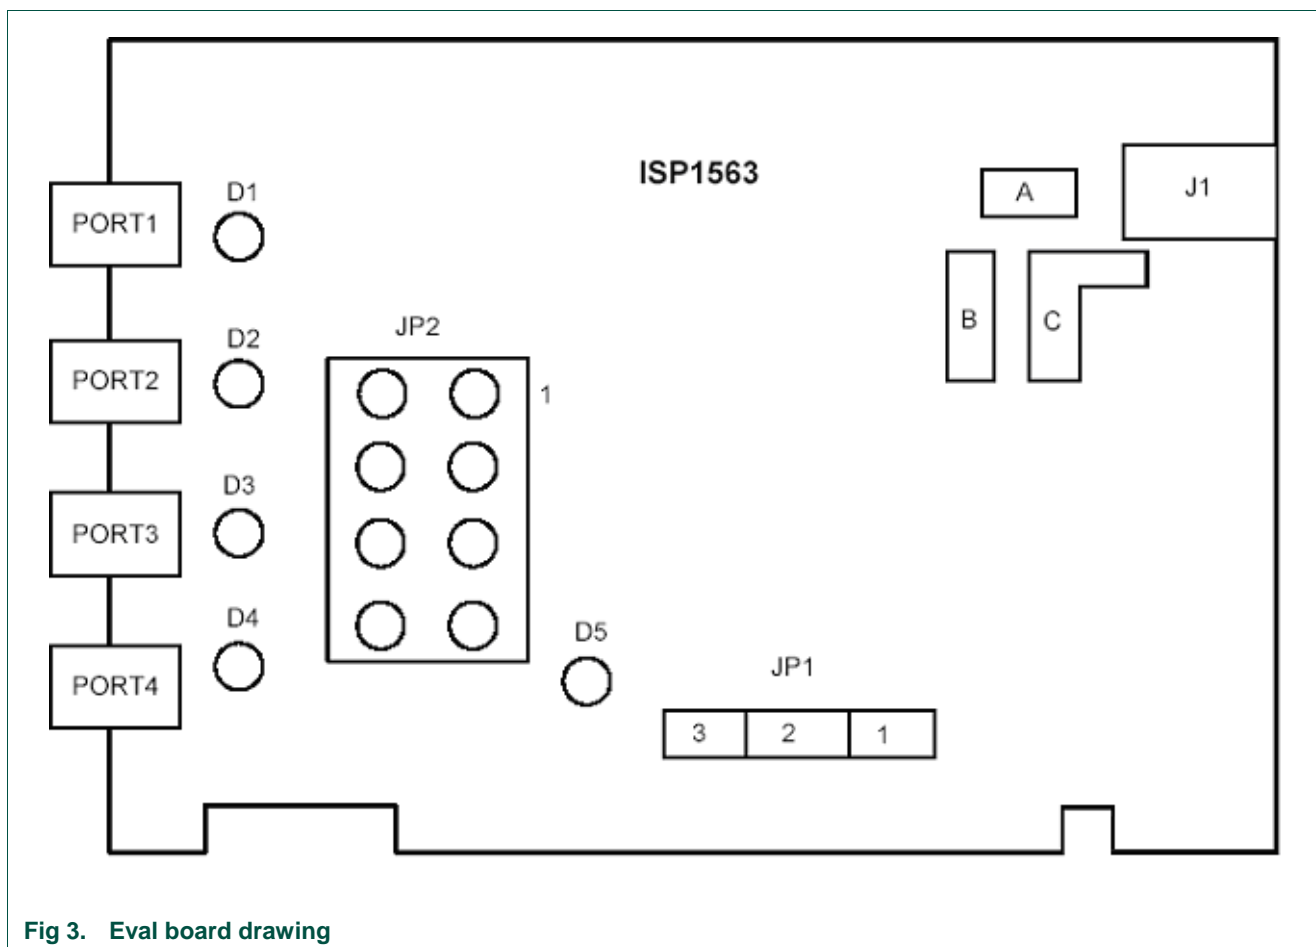 ISP1563
A
J1
PORT1
D1
B
C
JP2
D2
PORT2
1
D3
PORT3
D4
D5
PORT4
JP1
3 2 1
Fig 3. Eval board drawing